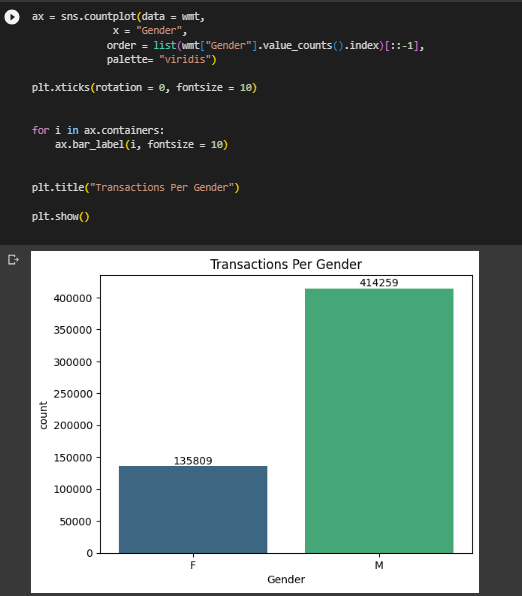 ax = sns.countplot(data = wmt,
x = "Gender",
order = list(wmt["Gender"].value_counts().index)[::-1],
palette= "viridis")
plt.xticks(rotation = 0, fontsize = 10)
for i in ax.containers:
ax.bar_label(i, fontsize = 10)
plt.title("Transactions Per Gender")
plt.show()
Transactions Per Gender
414259
400000
350000
300000
250000
200000
150000
100000
50000
0
count
135809
F
M
Gender